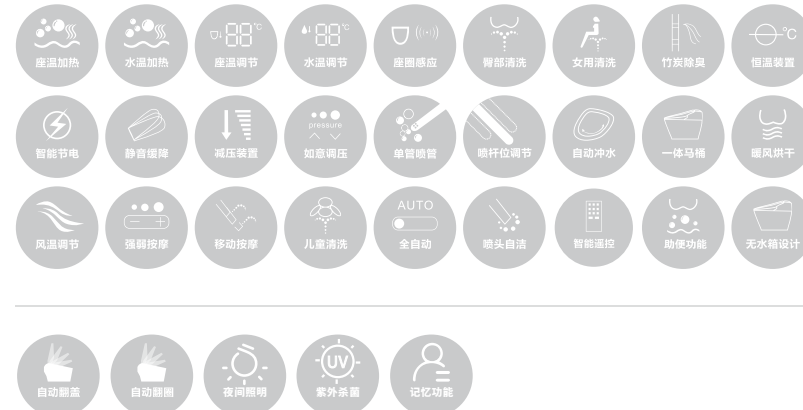 座温加热 水温加热 座温调节 水温调节 座圈感应 臀部清洗 女用清洗 竹炭除臭 恒温装置
智能节电 静音缓降 减压装置 pressure 如意调压 单管喷管 喷杆位调节 自动冲水 一体马桶 暖风烘干
风温调节 强弱按摩 移动按摩 儿童清洗 AUTO 全自动 喷头自洁 智能遥控 助便功能 无水箱设计
自动翻盖 自动翻圈 夜间照明 UV 紫外杀菌 记忆功能